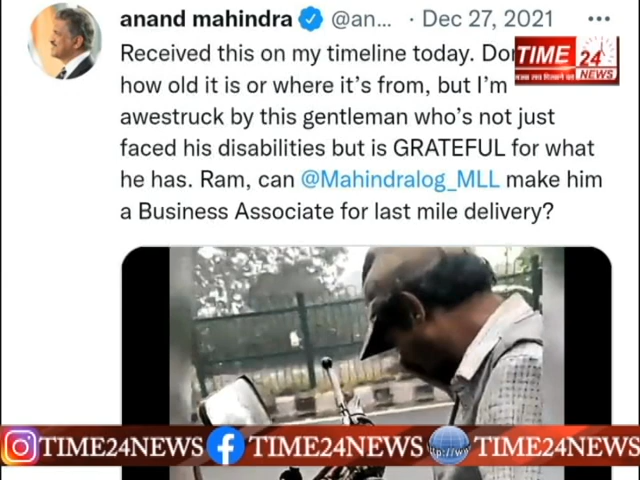 anand mahindra @an... · Dec 27, 2021 ...
Received this on my timeline today.
how old it is or where it's from, but I'm
awestruck by this gentleman who's not just
faced his disabilities but is GRATEFUL for what
he has. Ram, can @Mahindralog_MLL make him
a Business Associate for last mile delivery?
TIME 24
NEWS
TIME24NEWS TIME24NEWS TIME24NEWS